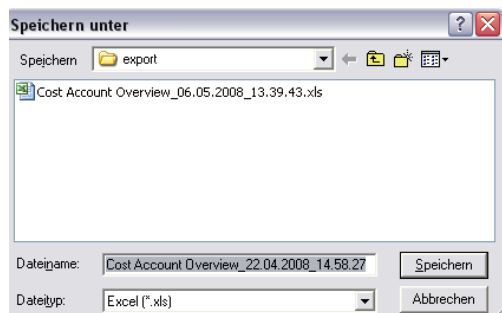 Speichern unter
Speichern export
Cost Account Overview_06.05.2008_13.39.43.xls
Dateiname: Cost Account Overview_22.04.2008_14.58.27 Speichern
Dateityp: Excel (*.xls) Abbrechen